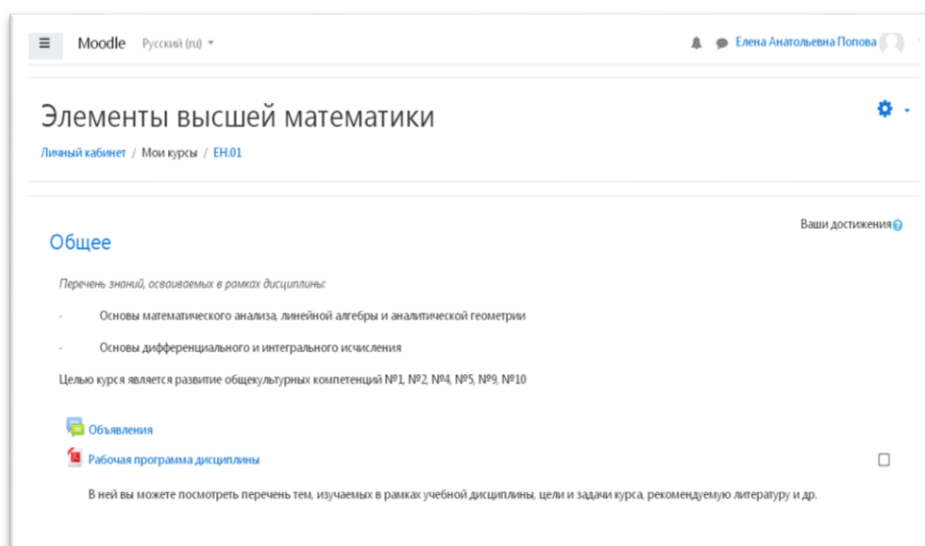 Moodle Русский (ru) Елена Анатольевна Попова
Элементы высшей математики
Личный кабинет / Мои курсы / ЕН.01
Ваши достижения
Общее
Перечень знаний, осваиваемых в рамках дисциплины:
· Основы математического анализа, линейной алгебры и аналитической геометрии
· Основы дифференциального и интегрального исчисления
Целью курса является развитие общекультурных компетенций №1, №2, №4, №5, №9, №10
Объявления
Рабочая программа дисциплины
В ней вы можете посмотреть перечень тем, изучаемых в рамках учебной дисциплины, цели и задачи курса, рекомендуемую литературу и др.